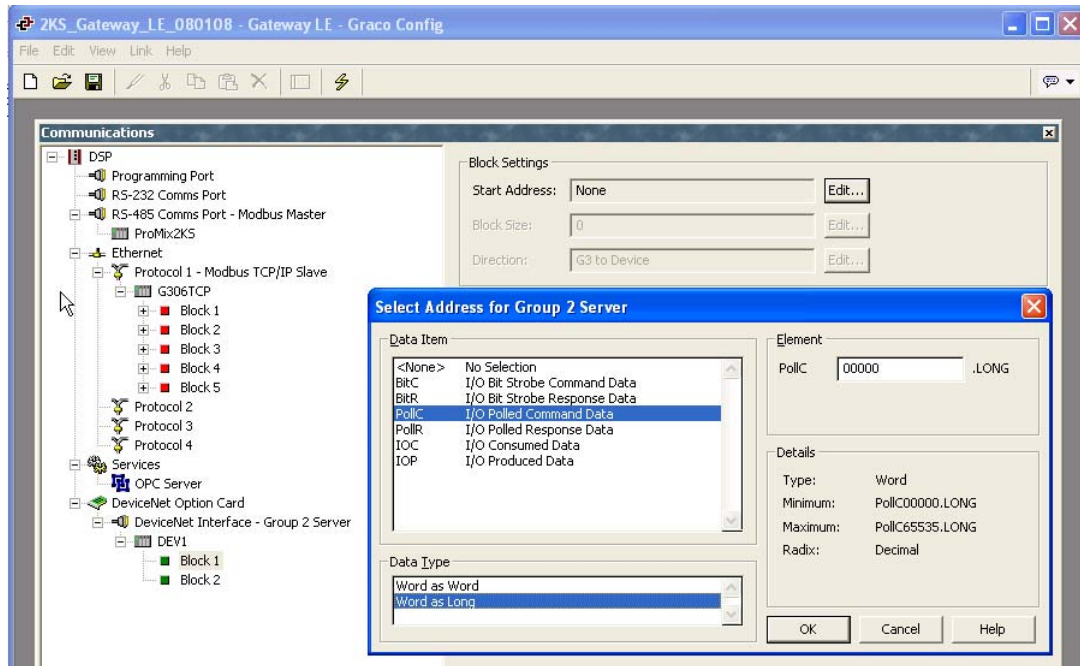 2KS_Gateway_LE_080108 - Gateway LE - Graco Config
File Edit View Link Help
Communications
DSP
Programming Port
RS-232 Comms Port
RS-485 Comms Port - Modbus Master
ProMix2KS
Ethernet
Protocol 1 - Modbus TCP/IP Slave
G306TCP
Block 1
Block 2
Block 3
Block 4
Block 5
Protocol 2
Protocol 3
Protocol 4
Services
OPC Server
DeviceNet Option Card
DeviceNet Interface - Group 2 Server
DEV1
Block 1
Block 2
Block Settings
Start Address: None Edit...
Block Size: 0 Edit...
Direction: G3 to Device Edit...
Select Address for Group 2 Server
Data Item
<None> No Selection
BitC I/O Bit Strobe Command Data
BitR I/O Bit Strobe Response Data
PollC I/O Polled Command Data
PollR I/O Polled Response Data
IOC I/O Consumed Data
IOP I/O Produced Data
Data Type
Word as Word
Word as Long
Element
PollC 00000 .LONG
Details
Type: Word
Minimum: PollC00000.LONG
Maximum: PollC65535.LONG
Radix: Decimal
OK Cancel Help